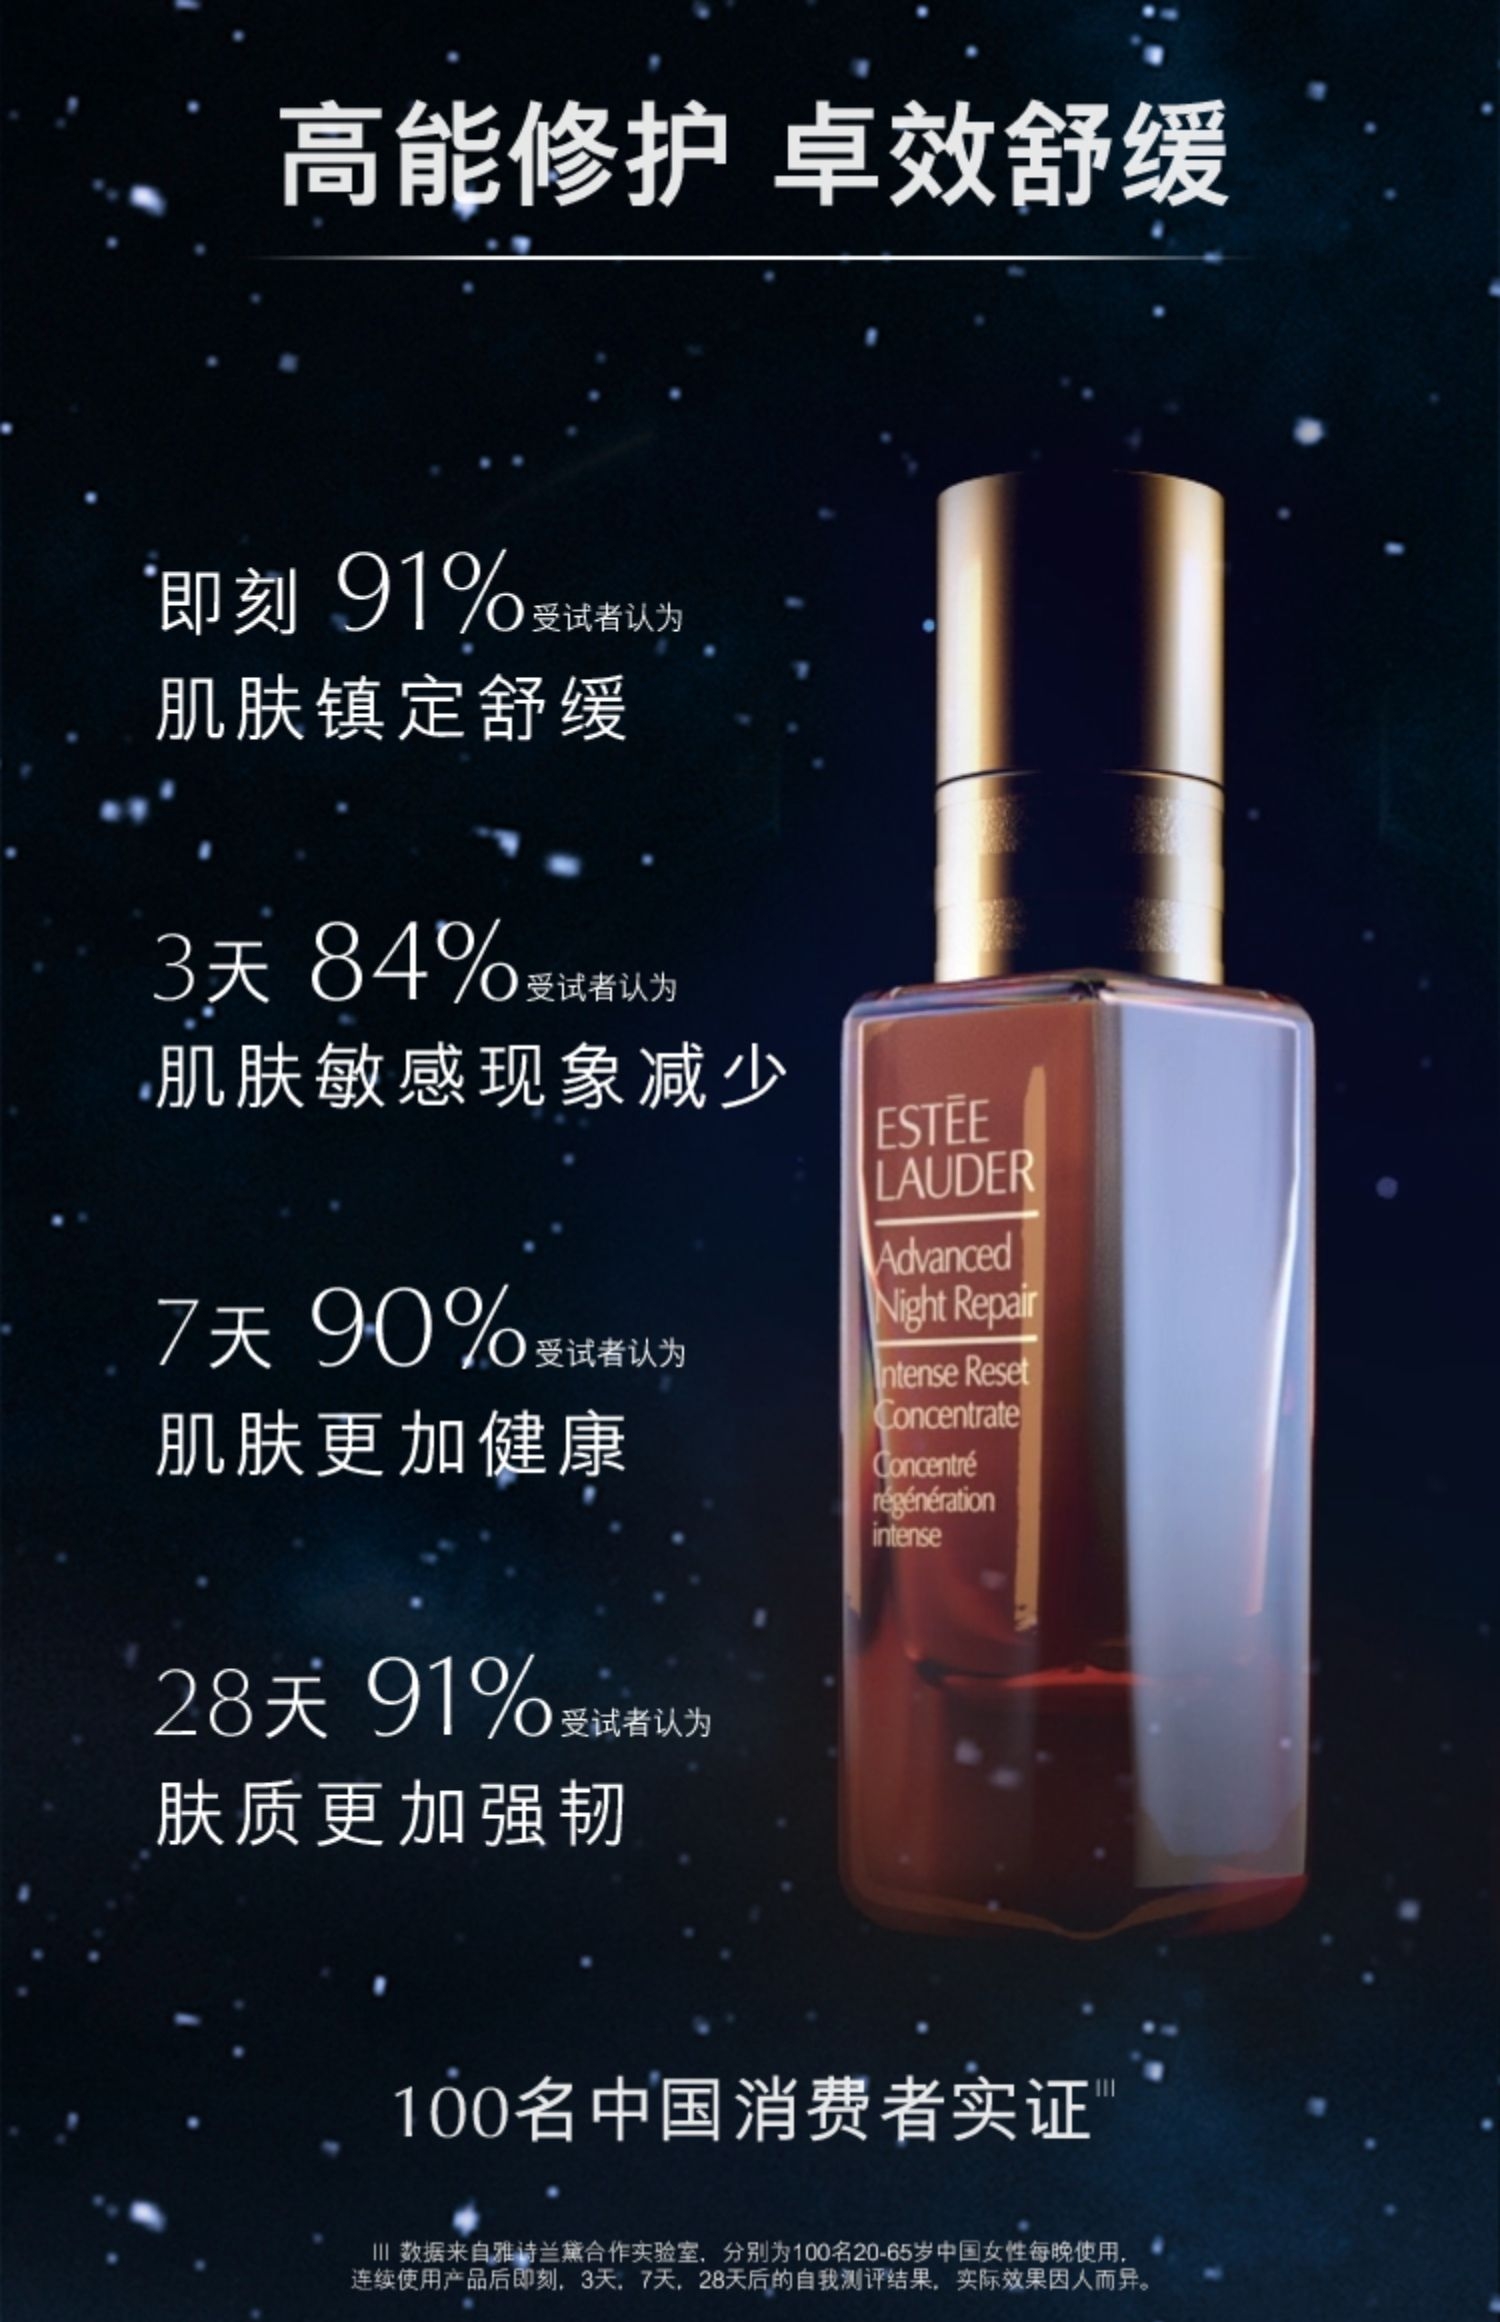 高能修护 卓效舒缓
即刻 91%受试者认为
肌肤镇定舒缓
3天 84%受试者认为
肌肤敏感现象减少
7天 90%受试者认为
肌肤更加健康
28天 91%受试者认为
肤质更加强韧
ESTĒE
LAUDER
Advanced
Night Repair
Intense Reset
Concentrate
Concentré
régénération
intense
100名中国消费者实证III
III 数据来自雅诗兰黛合作实验室，分别为100名20-65岁中国女性每晚使用，
连续使用产品后即刻，3天，7天，28天后的自我测评结果，实际效果因人而异。